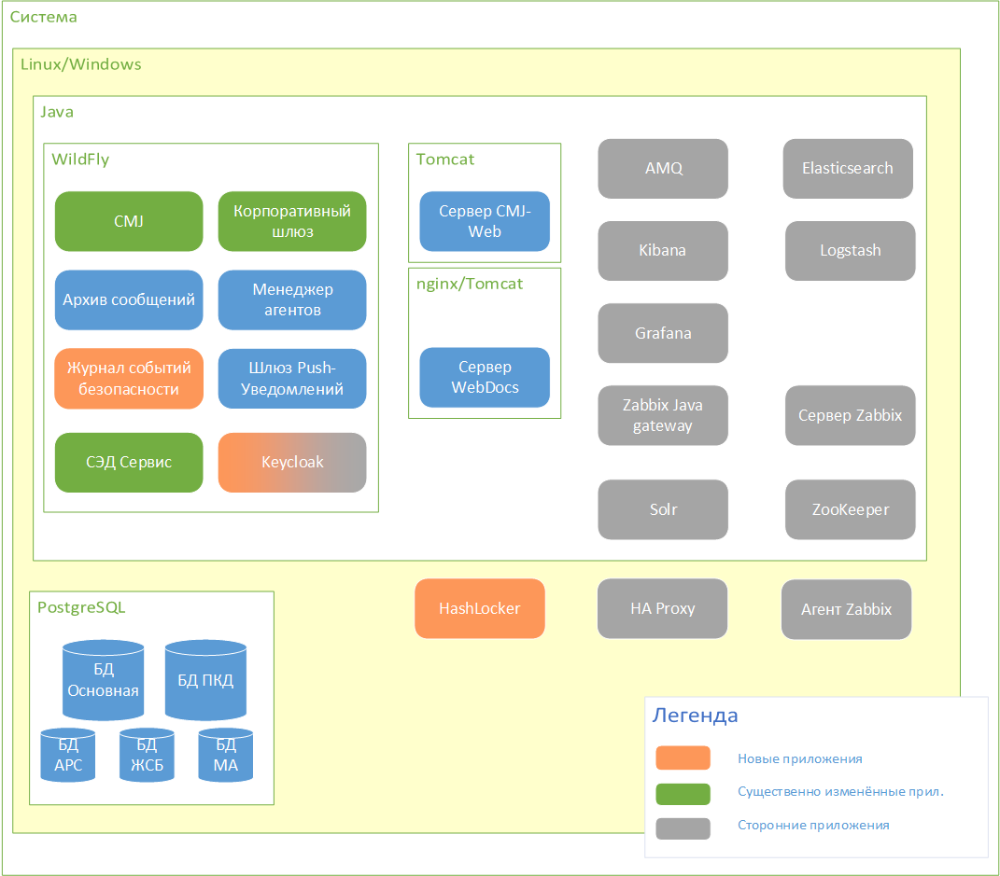 Система
Linux/Windows
Java
WildFly
CMJ
Корпоративный
шлюз
Архив сообщений
Менеджер
агентов
Журнал событий
безопасности
Шлюз Push-
Уведомлений
СЭД Сервис
Keycloak
Tomcat
Сервер CMJ-
Web
nginx/Tomcat
Сервер
WebDocs
AMQ
Elasticsearch
Kibana
Logstash
Grafana
Zabbix Java
gateway
Сервер Zabbix
Solr
ZooKeeper
PostgreSQL
БД
Основная
БД ПКД
БД
АРС
БД
ЖСБ
БД
МА
HashLocker
HA Proxy
Агент Zabbix
Легенда
Новые приложения
Существенно изменённые прил.
Сторонние приложения